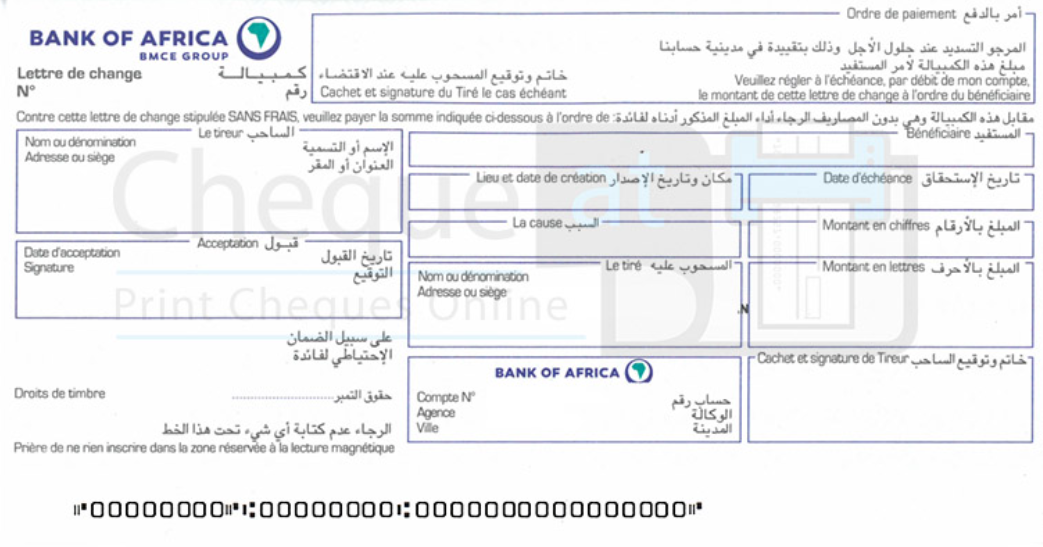 BANK OF AFRICA
BMCE GROUP
Lettre de change كـمـبـيـالــة
N° رقم
خاتم وتوقيع المسحوب عليه عند الاقتضاء
Cachet et signature du Tiré le cas échéant
Ordre de paiement أمر بالدفع
المرجو التسديد عند حلول الأجل وذلك بتقييدة في مدينية حسابنا
مبلغ هذه الكمبيالة لأمر المستفيد
Veuillez régler à l'échéance, par débit de mon compte,
le montant de cette lettre de change à l'ordre du bénéficiaire
Contre cette lettre de change stipulée SANS FRAIS, veuillez payer la somme indiquée ci-dessous à l'ordre de: مقابل هذه الكمبيالة وهي بدون المصاريف الرجاء أداء المبلغ المذكور أدناه لفائدة:
Le tireur الساحب
Nom ou dénomination الإسم أو التسمية
Adresse ou siège العنوان أو المقر
Bénéficiaire المستفيد
Lieu et date de création مكان وتاريخ الإصدار
Date d'échéance تاريخ الإستحقاق
La cause السبب
Montant en chiffres المبلغ بالأرقام
Acceptation قبـول
Date d'acceptation تاريخ القبول
Signature التوقيع
Le tiré المسحوب عليه
Nom ou dénomination
Adresse ou siège
Montant en lettres المبلغ بالأحرف
N.
Cheque at
Print Cheques Online
على سبيل الضمان
الإحتياطي لفائدة
Droits de timbre حقوق التمبر
BANK OF AFRICA
Compte N° حساب رقم
Agence الوكالة
Ville المدينة
Cachet et signature de Tireur خاتم وتوقيع الساحب
الرجاء عدم كتابة أي شيء تحت هذا الخط
Prière de ne rien inscrire dans la zone réservée à la lecture magnétique
⑈00000000⑈⑆00000000⑆0000000000000000⑈